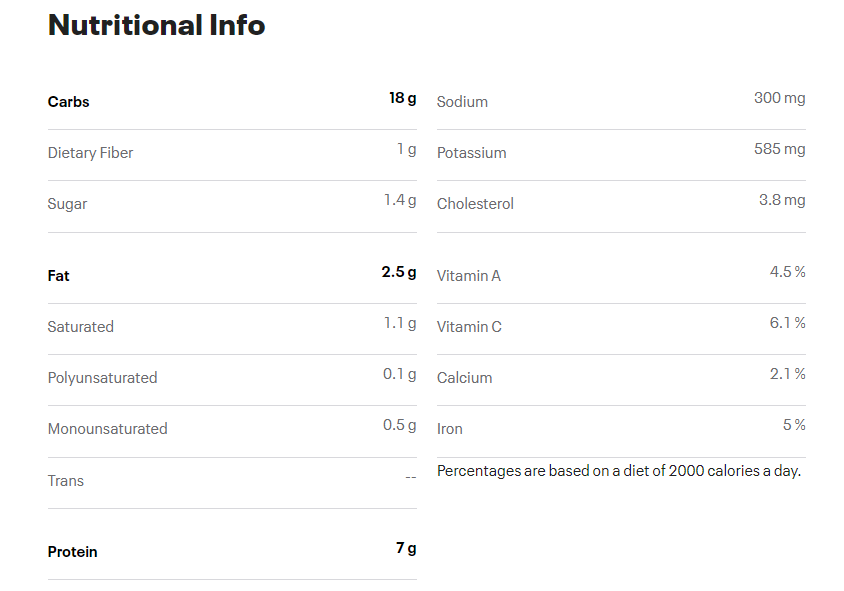 Nutritional Info
Carbs 18 g
Dietary Fiber 1 g
Sugar 1.4 g
Fat 2.5 g
Saturated 1.1 g
Polyunsaturated 0.1 g
Monounsaturated 0.5 g
Trans --
Protein 7 g
Sodium 300 mg
Potassium 585 mg
Cholesterol 3.8 mg
Vitamin A 4.5 %
Vitamin C 6.1 %
Calcium 2.1 %
Iron 5 %
Percentages are based on a diet of 2000 calories a day.